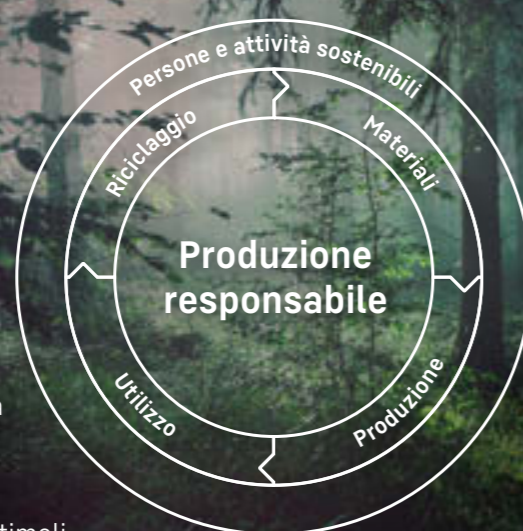 Persone e attività sostenibili
Riciclaggio
Materiali
Produzione
responsabile
Utilizzo
Produzione